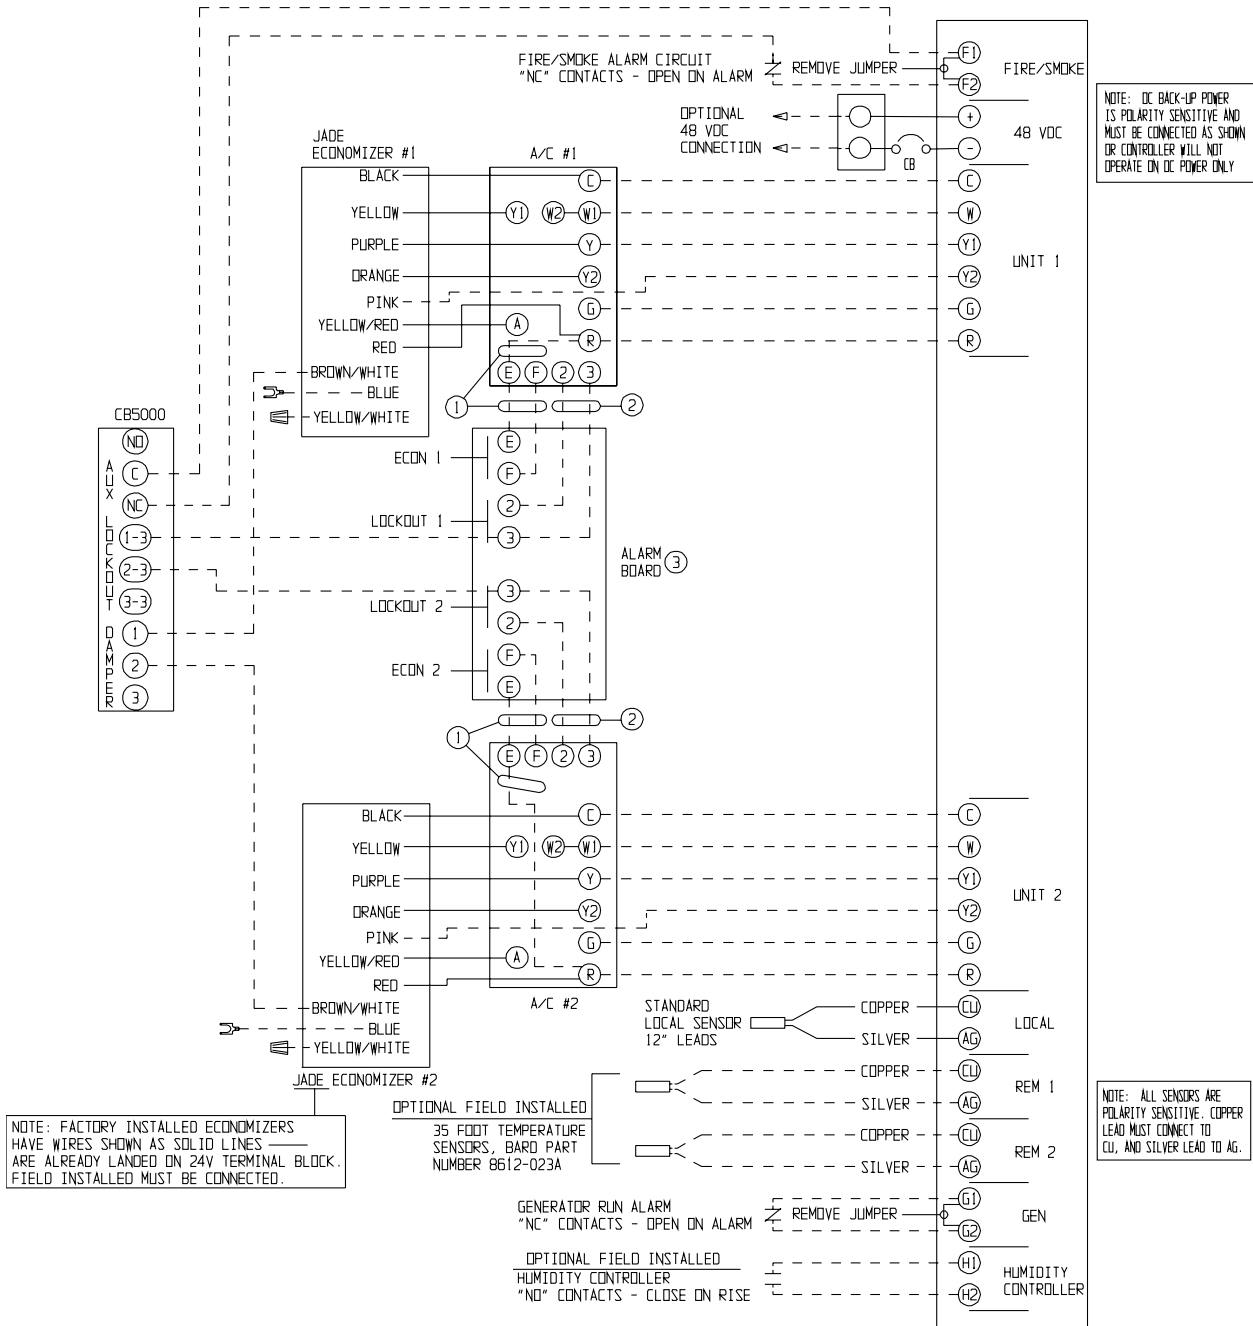 FIRE/SMOKE ALARM CIRCUIT
"NC" CONTACTS - OPEN ON ALARM
REMOVE JUMPER
F1
F2
FIRE/SMOKE
OPTIONAL
48 VDC
CONNECTION
CB
+
-
48 VDC
NOTE: DC BACK-UP POWER
IS POLARITY SENSITIVE AND
MUST BE CONNECTED AS SHOWN
OR CONTROLLER WILL NOT
OPERATE ON DC POWER ONLY
JADE
ECONOMIZER #1
BLACK
YELLOW
PURPLE
ORANGE
PINK
YELLOW/RED
RED
BROWN/WHITE
BLUE
YELLOW/WHITE
A/C #1
C
Y1 W2 W1
Y
Y2
G
A
R
E F 2 3
C
W
Y1
Y2
G
R
UNIT 1
1
2
CB5000
NO
C
NC
1-3
2-3
3-3
1
2
3
AUX
LOCKOUT
DAMPER
ECON 1
E
F
LOCKOUT 1
2
3
ALARM
BOARD
3
LOCKOUT 2
3
2
ECON 2
F
E
1
2
E F 2 3
C
Y1 W2 W1
Y
Y2
G
A
R
A/C #2
BLACK
YELLOW
PURPLE
ORANGE
PINK
YELLOW/RED
RED
BROWN/WHITE
BLUE
YELLOW/WHITE
JADE ECONOMIZER #2
C
W
Y1
Y2
G
R
UNIT 2
NOTE: FACTORY INSTALLED ECONOMIZERS
HAVE WIRES SHOWN AS SOLID LINES
ARE ALREADY LANDED ON 24V TERMINAL BLOCK.
FIELD INSTALLED MUST BE CONNECTED.
STANDARD
LOCAL SENSOR
12" LEADS
COPPER
SILVER
CU
AG
LOCAL
OPTIONAL FIELD INSTALLED
35 FOOT TEMPERATURE
SENSORS, BARD PART
NUMBER 8612-023A
COPPER
SILVER
CU
AG
REM 1
COPPER
SILVER
CU
AG
REM 2
NOTE: ALL SENSORS ARE
POLARITY SENSITIVE. COPPER
LEAD MUST CONNECT TO
CU, AND SILVER LEAD TO AG.
GENERATOR RUN ALARM
"NC" CONTACTS - OPEN ON ALARM
REMOVE JUMPER
G1
G2
GEN
OPTIONAL FIELD INSTALLED
HUMIDITY CONTROLLER
"NO" CONTACTS - CLOSE ON RISE
H1
H2
HUMIDITY
CONTROLLER